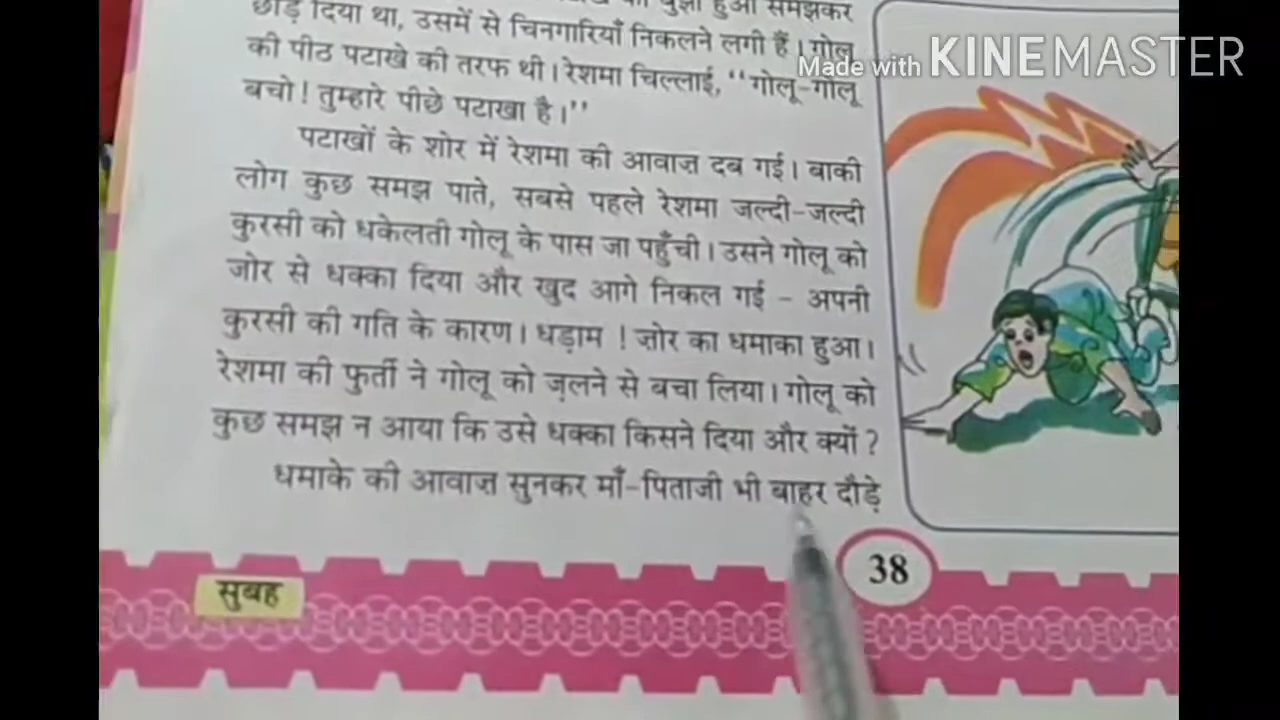 बुझा हुआ समझकर
छोड़ दिया था, उसमें से चिनगारियाँ निकलने लगी हैं। गोलू
की पीठ पटाखे की तरफ थी। रेशमा चिल्लाई, "गोलू-गोलू
बचो! तुम्हारे पीछे पटाखा है।"
पटाखों के शोर में रेशमा की आवाज़ दब गई। बाकी
लोग कुछ समझ पाते, सबसे पहले रेशमा जल्दी-जल्दी
कुरसी को धकेलती गोलू के पास जा पहुँची। उसने गोलू को
जोर से धक्का दिया और खुद आगे निकल गई - अपनी
कुरसी की गति के कारण। धड़ाम ! ज़ोर का धमाका हुआ।
रेशमा की फुर्ती ने गोलू को ज़लने से बचा लिया। गोलू को
कुछ समझ न आया कि उसे धक्का किसने दिया और क्यों ?
धमाके की आवाज़ सुनकर माँ-पिताजी भी बाहर दौड़े
38
सुबह
Made with KINEMASTER